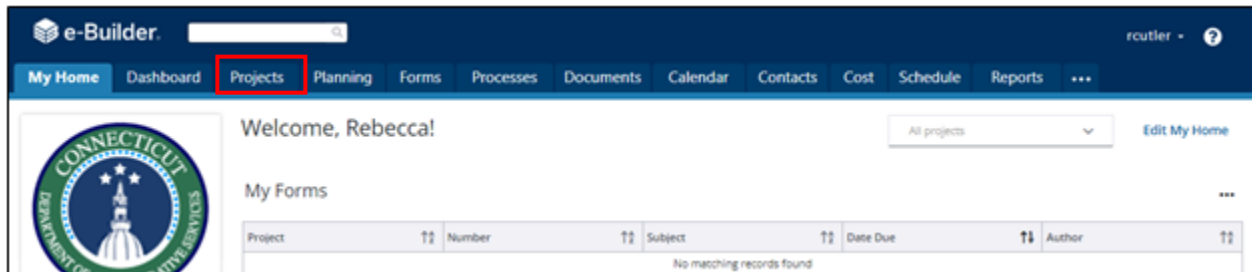 e-Builder.
rcutler
?
My Home Dashboard Projects Planning Forms Processes Documents Calendar Contacts Cost Schedule Reports •••
Welcome, Rebecca!
All projects
Edit My Home
CONNECTICUT
My Forms
•••
Project Number Subject Date Due Author
No matching records found